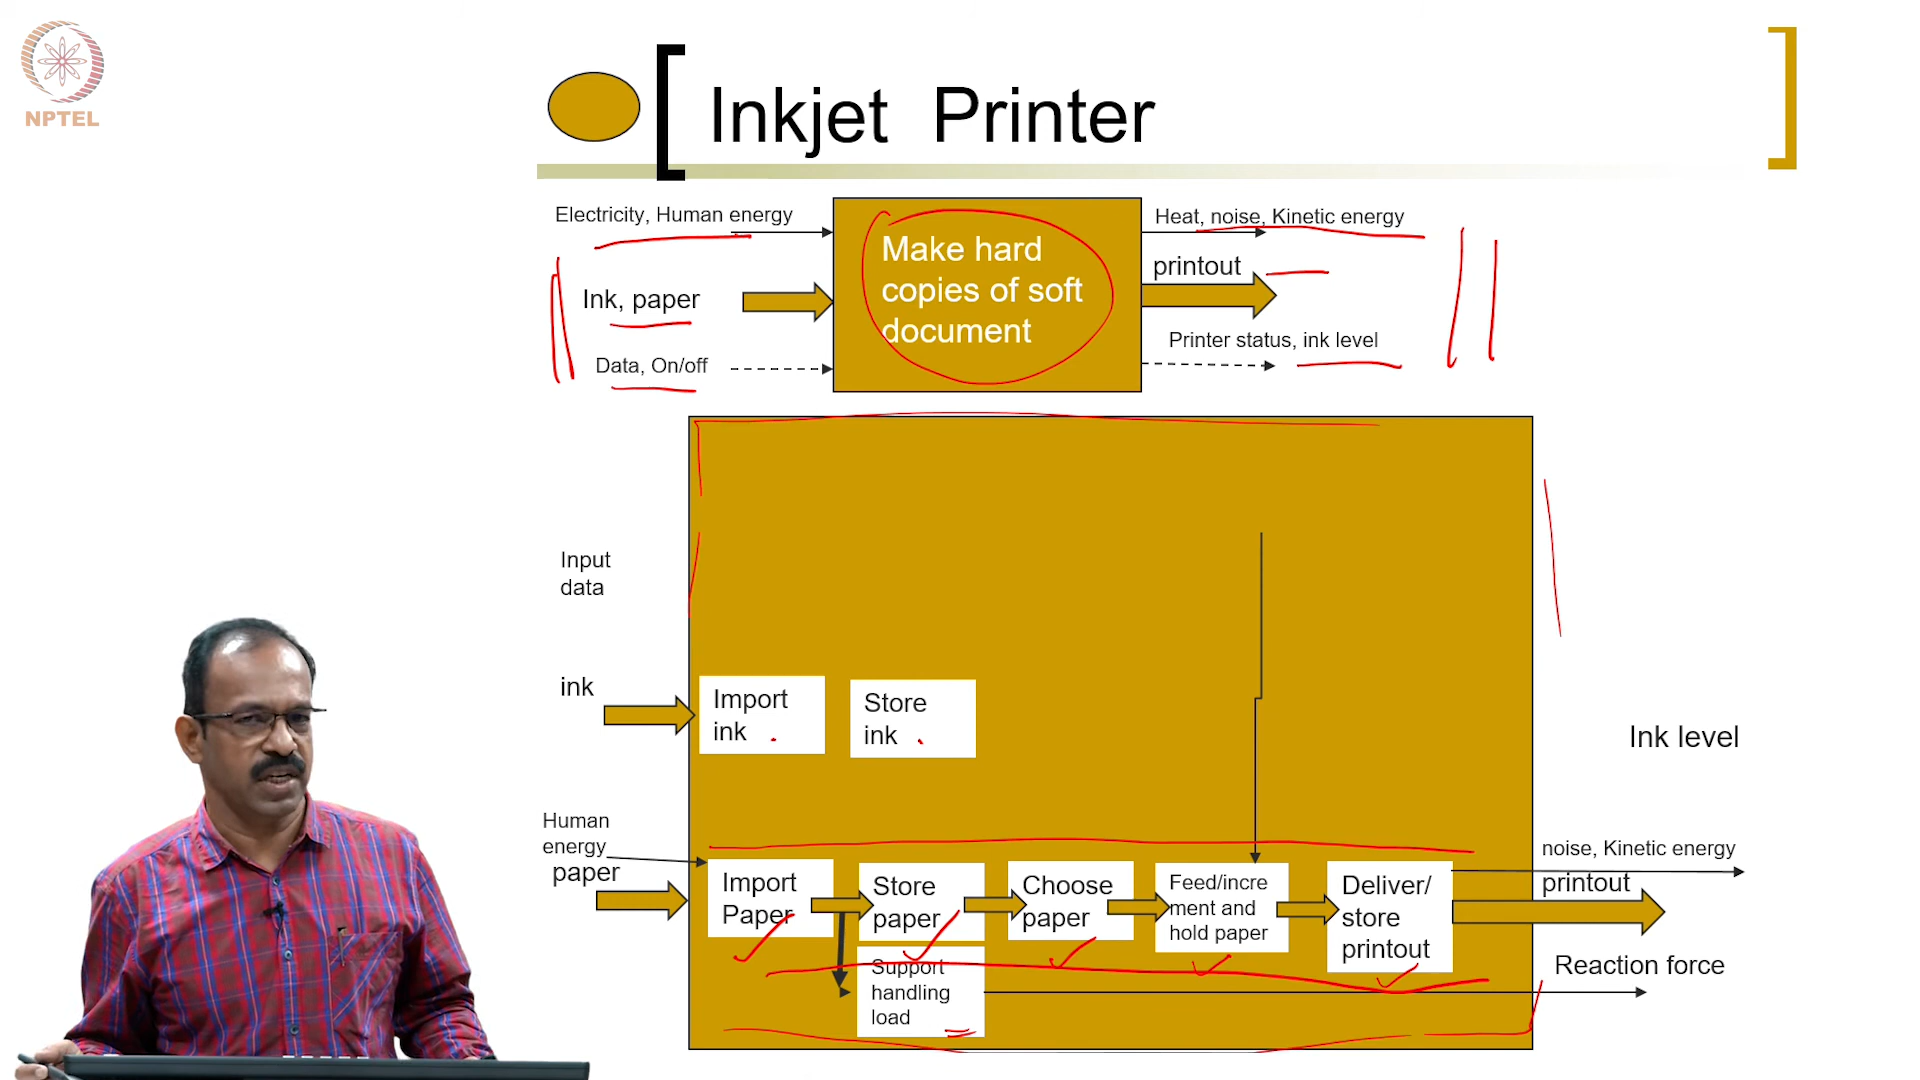 NPTEL
Inkjet Printer
Electricity, Human energy
Ink, paper
Data, On/off
Make hard
copies of soft
document
Heat, noise, Kinetic energy
printout
Printer status, ink level
Input
data
ink
Import
ink
Store
ink
Ink level
Human
energy
paper
Import
Paper
Store
paper
Choose
paper
Feed/incre
ment and
hold paper
Deliver/
store
printout
noise, Kinetic energy
printout
Support
handling
load
Reaction force